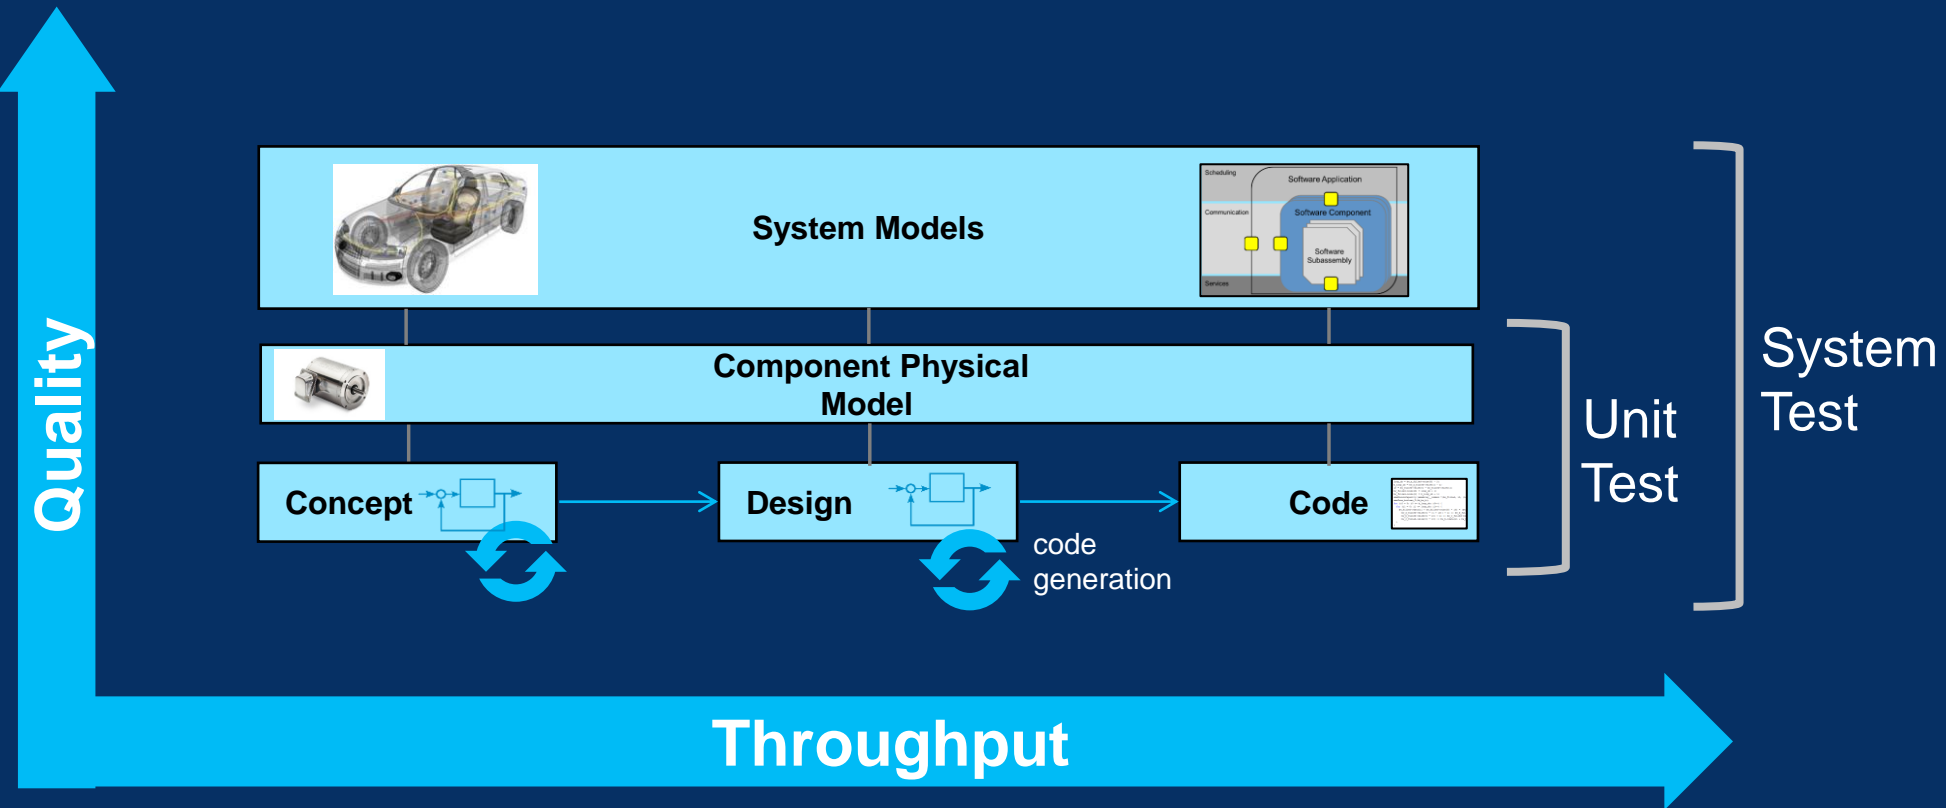 Quality
System Models
Scheduling
Software Application
Communication
Software Component
Software
Subassembly
Services
Component Physical
Model
Concept
Design
Code
code
generation
Unit
Test
System
Test
Throughput